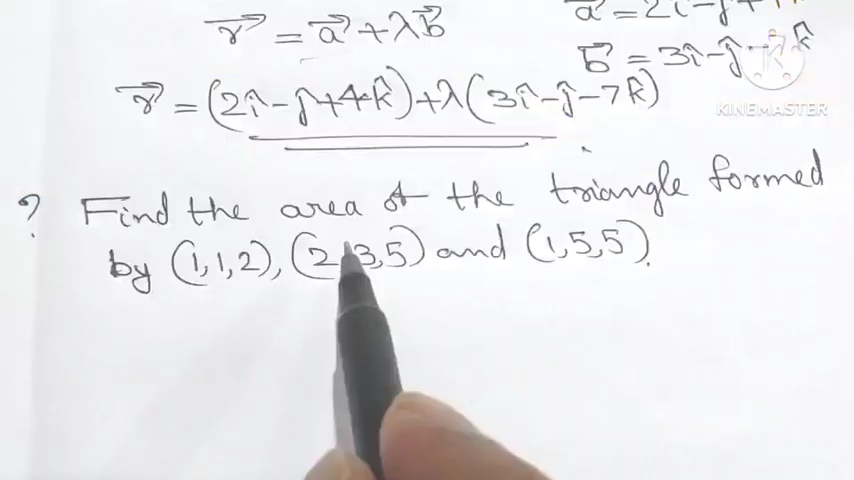 r⃗ = a⃗ + λb⃗
a⃗ = 2î - ĵ +
b⃗ = 3î - ĵ - k̂
r⃗ = (2î - ĵ + 4k̂) + λ(3î - ĵ - 7k̂)
KINEMASTER
? Find the area of the triangle formed
by (1,1,2), (2,3,5) and (1,5,5).